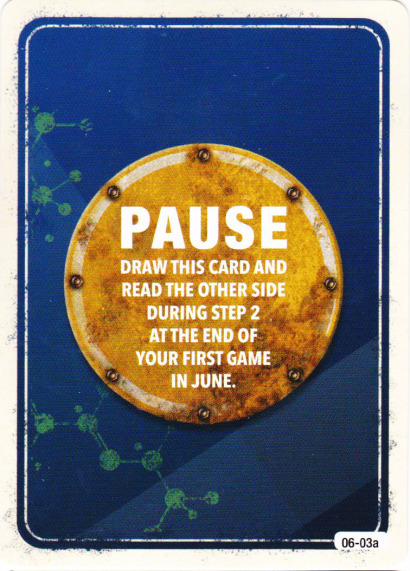 PAUSE
DRAW THIS CARD AND
READ THE OTHER SIDE
DURING STEP 2
AT THE END OF
YOUR FIRST GAME
IN JUNE.
06-03a